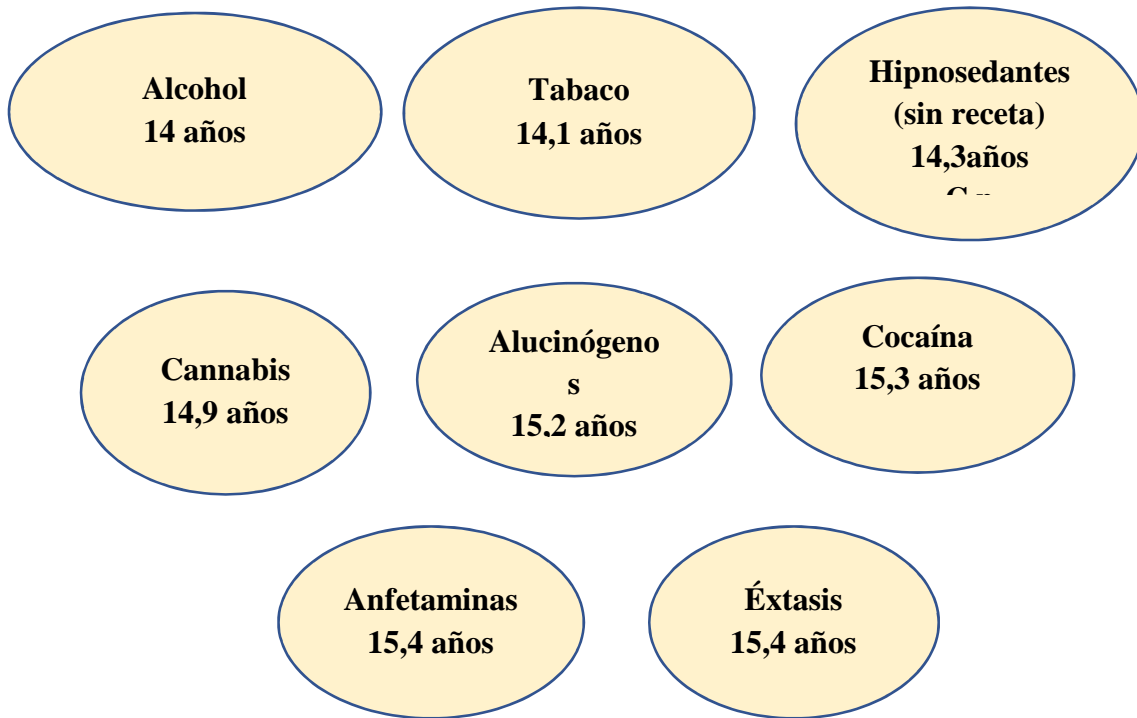 Alcohol
14 años
Tabaco
14,1 años
Hipnosedantes
(sin receta)
14,3años
Cannabis
14,9 años
Alucinógeno
s
15,2 años
Cocaína
15,3 años
Anfetaminas
15,4 años
Éxtasis
15,4 años